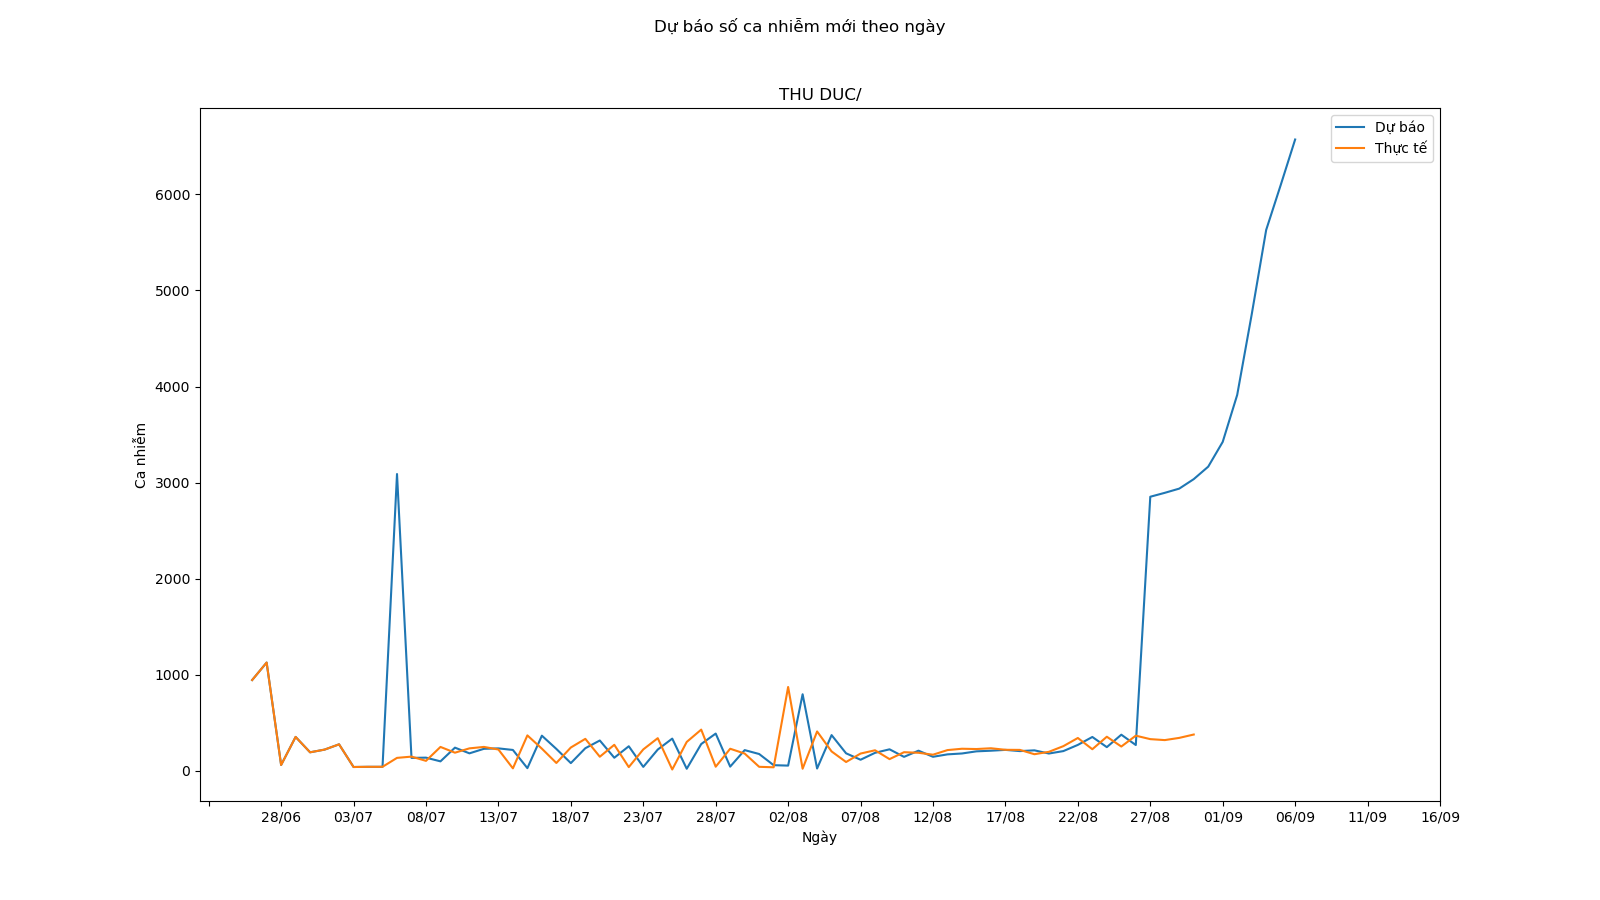 Dự báo số ca nhiễm mới theo ngày
THU DUC/
Dự báo
Thực tế
6000
5000
4000
3000
2000
1000
0
Ca nhiễm
28/06 03/07 08/07 13/07 18/07 23/07 28/07 02/08 07/08 12/08 17/08 22/08 27/08 01/09 06/09 11/09 16/09
Ngày